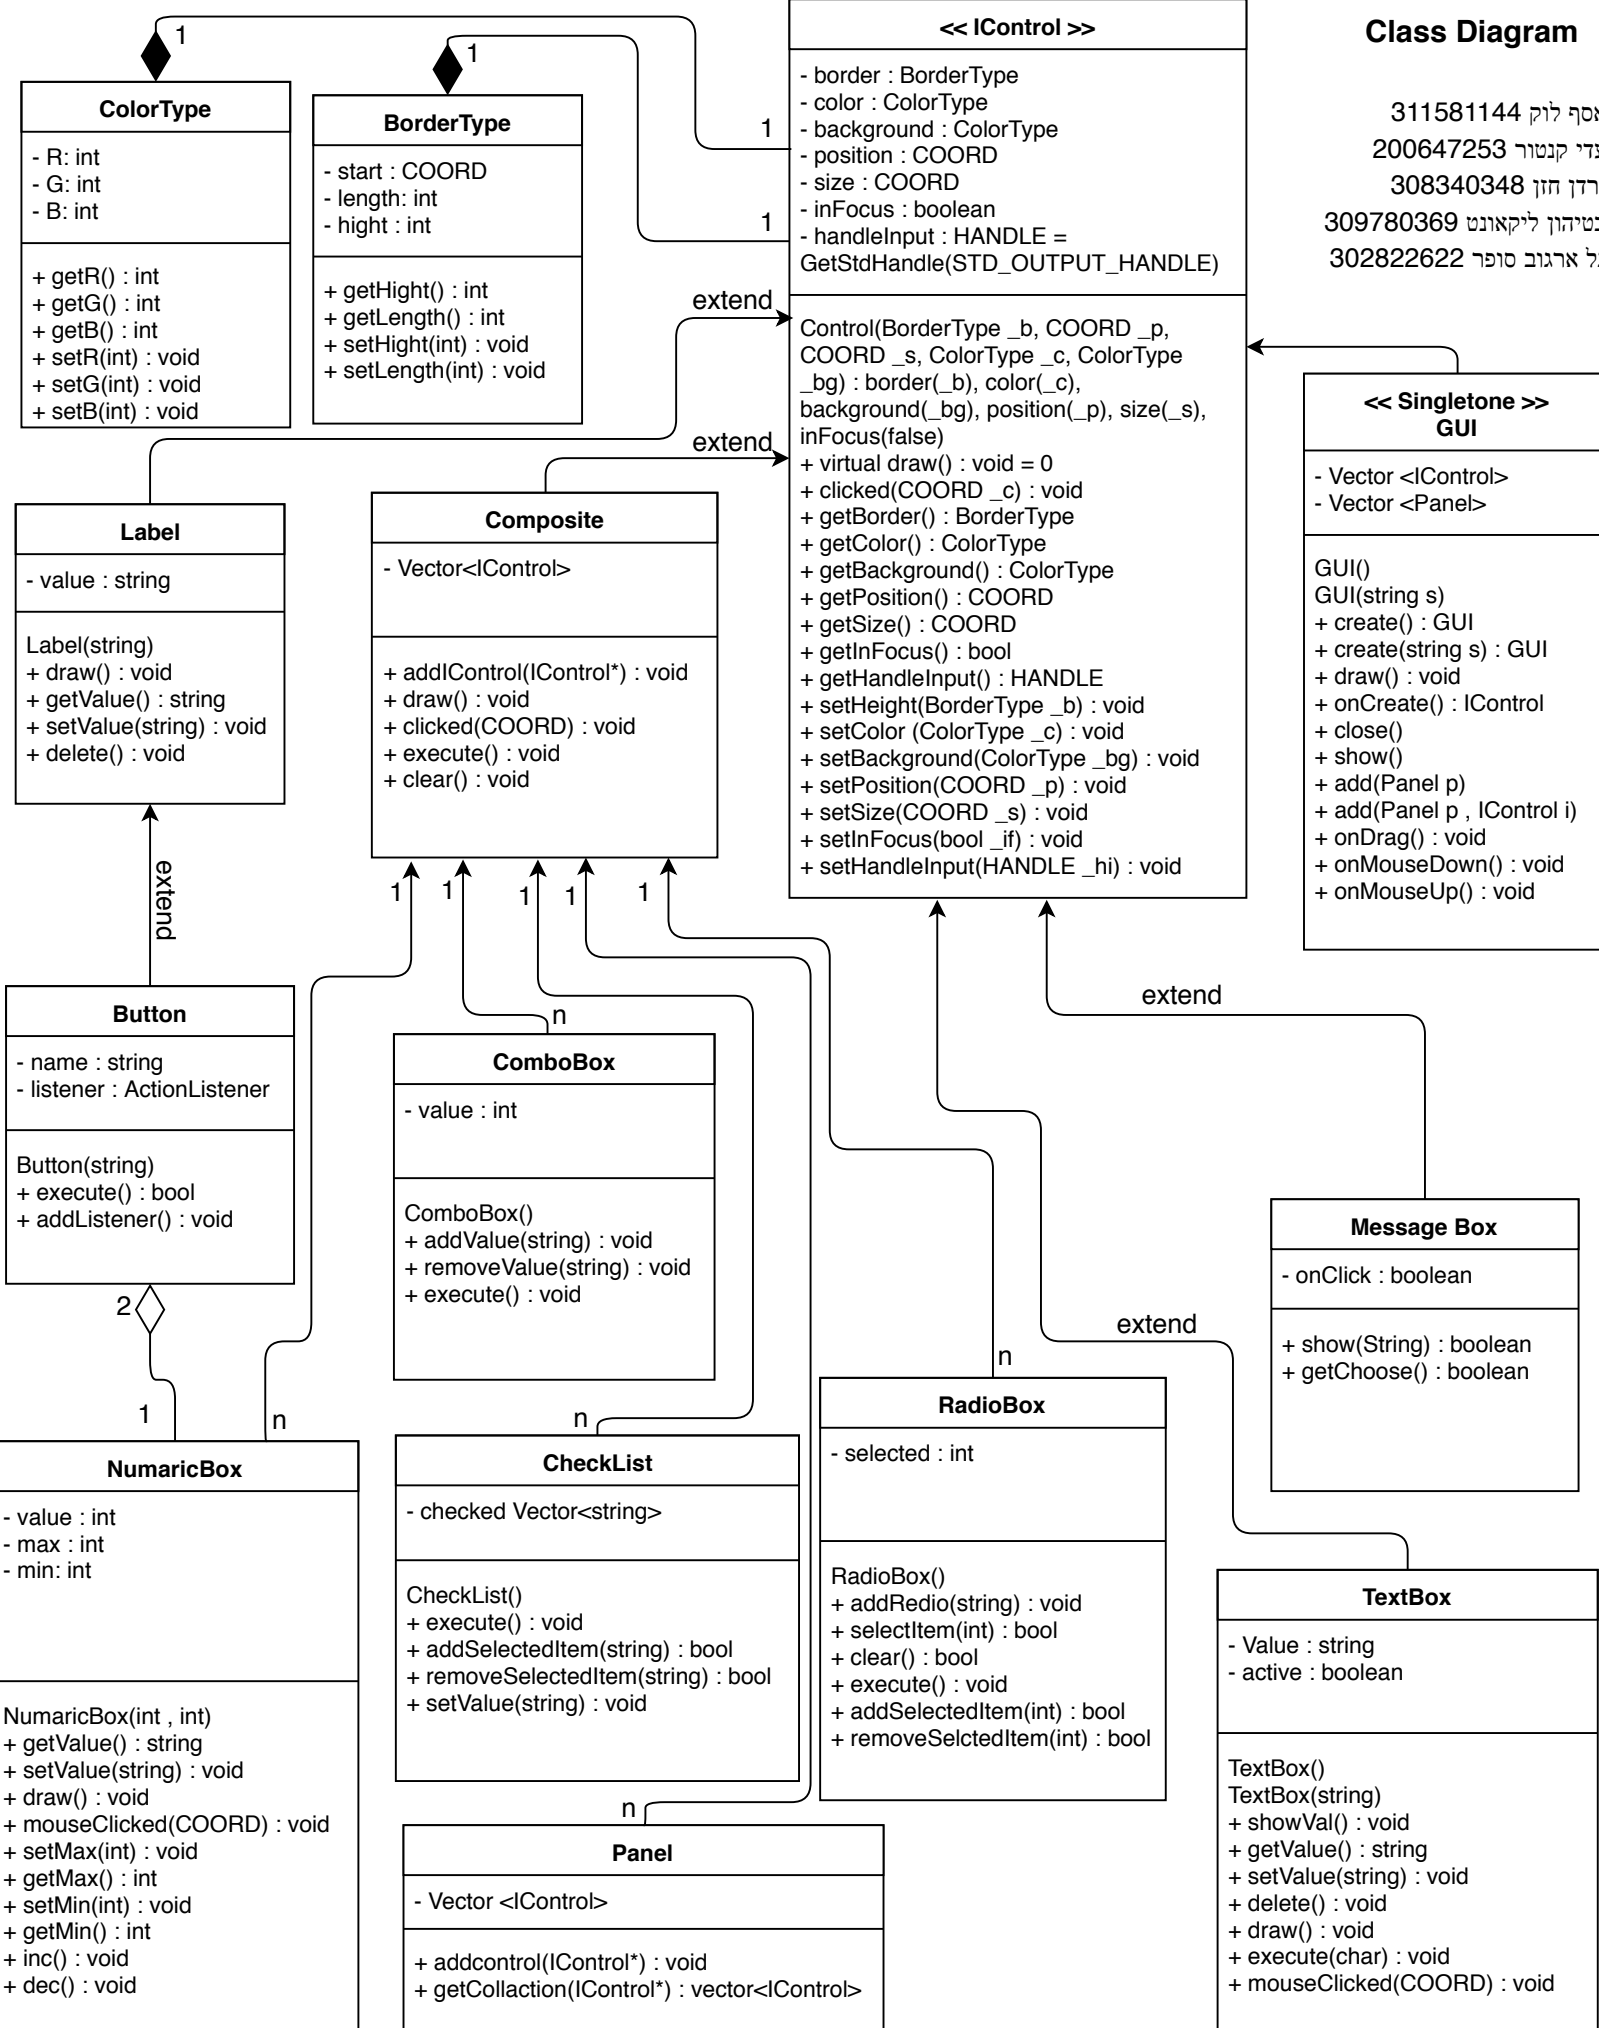 Class Diagram
לוק 311581144
קנטור 200647253
חזן 308340348
ליקאונט 309780369
ארגוב סופר 302822622
1
1
1
1
<< IControl >>
- border : BorderType
- color : ColorType
- background : ColorType
- position : COORD
- size : COORD
- inFocus : boolean
- handleInput : HANDLE =
GetStdHandle(STD_OUTPUT_HANDLE)
Control(BorderType _b, COORD _p,
COORD _s, ColorType _c, ColorType
_bg) : border(_b), color(_c),
background(_bg), position(_p), size(_s),
inFocus(false)
+ virtual draw() : void = 0
+ clicked(COORD _c) : void
+ getBorder() : BorderType
+ getColor() : ColorType
+ getBackground() : ColorType
+ getPosition() : COORD
+ getSize() : COORD
+ getInFocus() : bool
+ getHandleInput() : HANDLE
+ setHeight(BorderType _b) : void
+ setColor (ColorType _c) : void
+ setBackground(ColorType _bg) : void
+ setPosition(COORD _p) : void
+ setSize(COORD _s) : void
+ setInFocus(bool _if) : void
+ setHandleInput(HANDLE _hi) : void
ColorType
- R: int
- G: int
- B: int
+ getR() : int
+ getG() : int
+ getB() : int
+ setR(int) : void
+ setG(int) : void
+ setB(int) : void
BorderType
- start : COORD
- length: int
- hight : int
+ getHight() : int
+ getLength() : int
+ setHight(int) : void
+ setLength(int) : void
extend
extend
<< Singletone >>
GUI
- Vector <IControl>
- Vector <Panel>
GUI()
GUI(string s)
+ create() : GUI
+ create(string s) : GUI
+ draw() : void
+ onCreate() : IControl
+ close()
+ show()
+ add(Panel p)
+ add(Panel p , IControl i)
+ onDrag() : void
+ onMouseDown() : void
+ onMouseUp() : void
Label
- value : string
Label(string)
+ draw() : void
+ getValue() : string
+ setValue(string) : void
+ delete() : void
Composite
- Vector<IControl>
+ addIControl(IControl*) : void
+ draw() : void
+ clicked(COORD) : void
+ execute() : void
+ clear() : void
extend
1
1
1
1
1
extend
Button
- name : string
- listener : ActionListener
Button(string)
+ execute() : bool
+ addListener() : void
2
1
n
n
ComboBox
- value : int
ComboBox()
+ addValue(string) : void
+ removeValue(string) : void
+ execute() : void
Message Box
- onClick : boolean
+ show(String) : boolean
+ getChoose() : boolean
extend
n
RadioBox
- selected : int
RadioBox()
+ addRedio(string) : void
+ selectItem(int) : bool
+ clear() : bool
+ execute() : void
+ addSelectedItem(int) : bool
+ removeSelctedItem(int) : bool
n
CheckList
- checked Vector<string>
CheckList()
+ execute() : void
+ addSelectedItem(string) : bool
+ removeSelectedItem(string) : bool
+ setValue(string) : void
NumaricBox
- value : int
- max : int
- min: int
NumaricBox(int , int)
+ getValue() : string
+ setValue(string) : void
+ draw() : void
+ mouseClicked(COORD) : void
+ setMax(int) : void
+ getMax() : int
+ setMin(int) : void
+ getMin() : int
+ inc() : void
+ dec() : void
n
Panel
- Vector <IControl>
+ addcontrol(IControl*) : void
+ getCollaction(IControl*) : vector<IControl>
TextBox
- Value : string
- active : boolean
TextBox()
TextBox(string)
+ showVal() : void
+ getValue() : string
+ setValue(string) : void
+ delete() : void
+ draw() : void
+ execute(char) : void
+ mouseClicked(COORD) : void